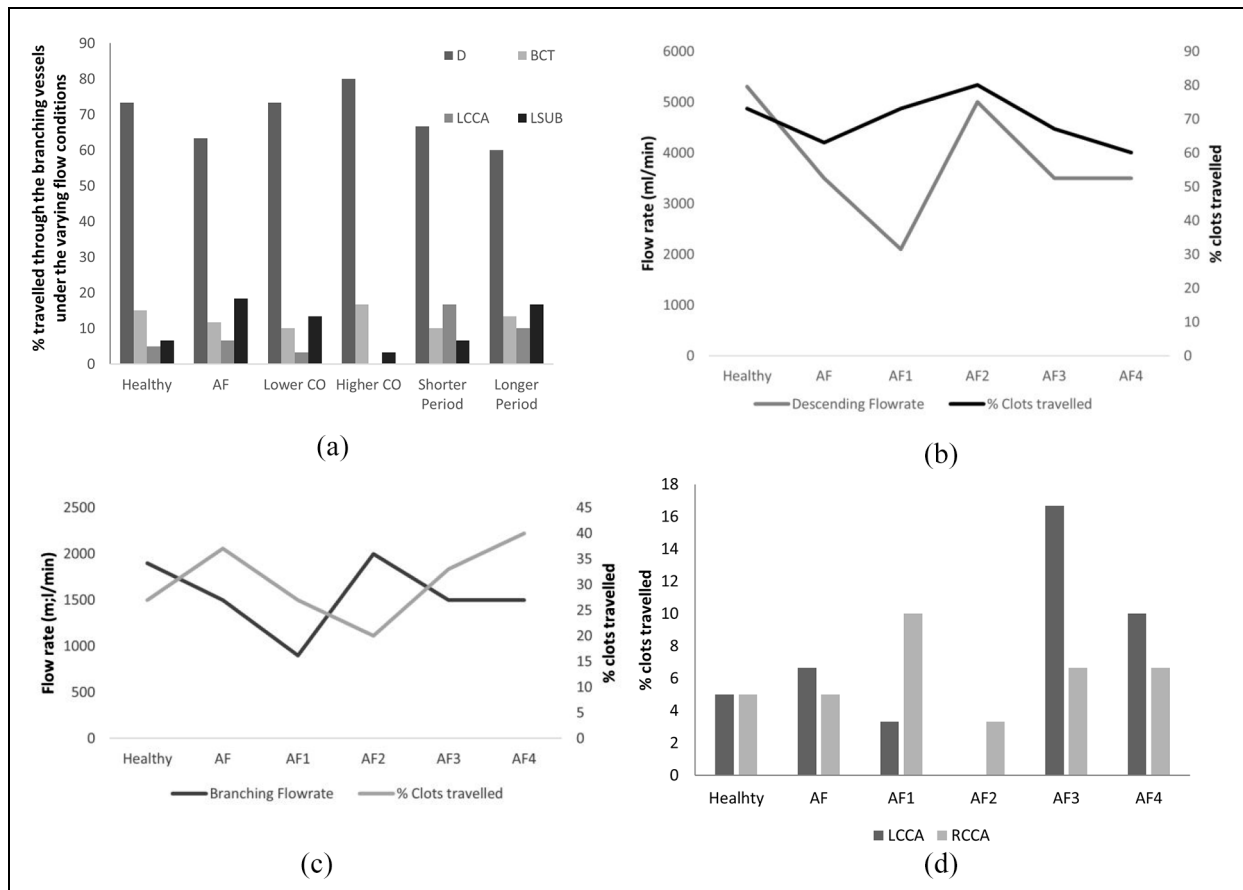 % travelled through the branching vessels
under the varying flow conditions
90
80
70
60
50
40
30
20
10
0
D
BCT
LCCA
LSUB
Healthy
AF
Lower CO
Higher CO
Shorter
Period
Longer
Period
(a)
Flow rate (ml/min)
6000
5000
4000
3000
2000
1000
0
90
80
70
60
50
40
30
20
10
0
% clots travelled
Healthy
AF
AF1
AF2
AF3
AF4
Descending Flowrate
% Clots travelled
(b)
Flow rate (m;l/min)
2500
2000
1500
1000
500
0
45
40
35
30
25
20
15
10
5
0
% clots travelled
Healthy
AF
AF1
AF2
AF3
AF4
Branching Flowrate
% Clots travelled
(c)
% clots travelled
18
16
14
12
10
8
6
4
2
0
Healhty
AF
AF1
AF2
AF3
AF4
LCCA
RCCA
(d)